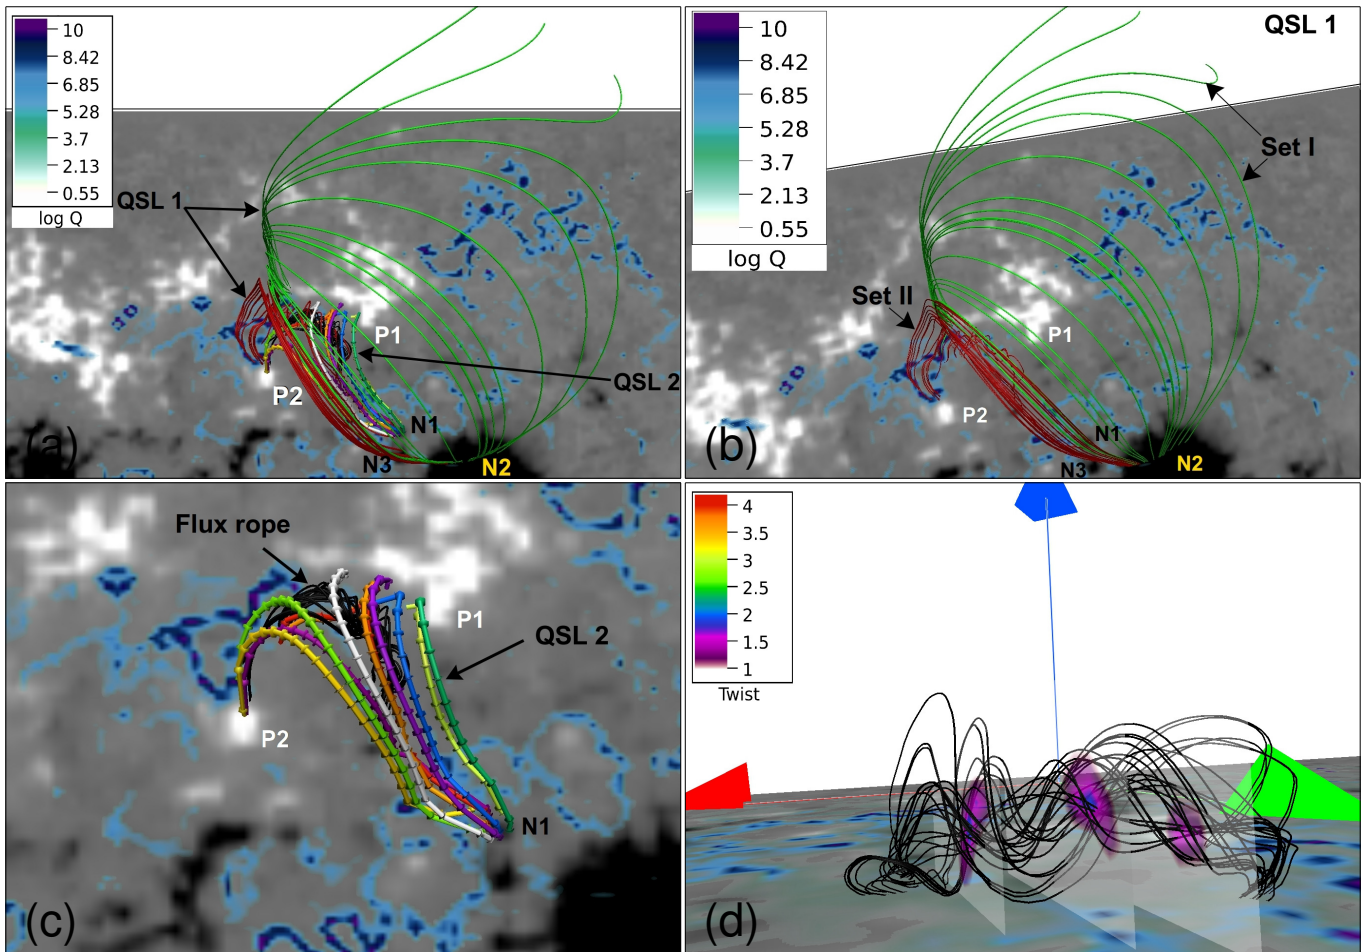 10
8.42
6.85
5.28
3.7
2.13
0.55
log Q
QSL 1
P1
QSL 2
P2
N1
N3
N2
(a)
10
8.42
6.85
5.28
3.7
2.13
0.55
log Q
QSL 1
Set I
Set II
P1
P2
N1
N3
N2
(b)
Flux rope
P1
QSL 2
P2
N1
(c)
4
3.5
3
2.5
2
1.5
1
Twist
(d)